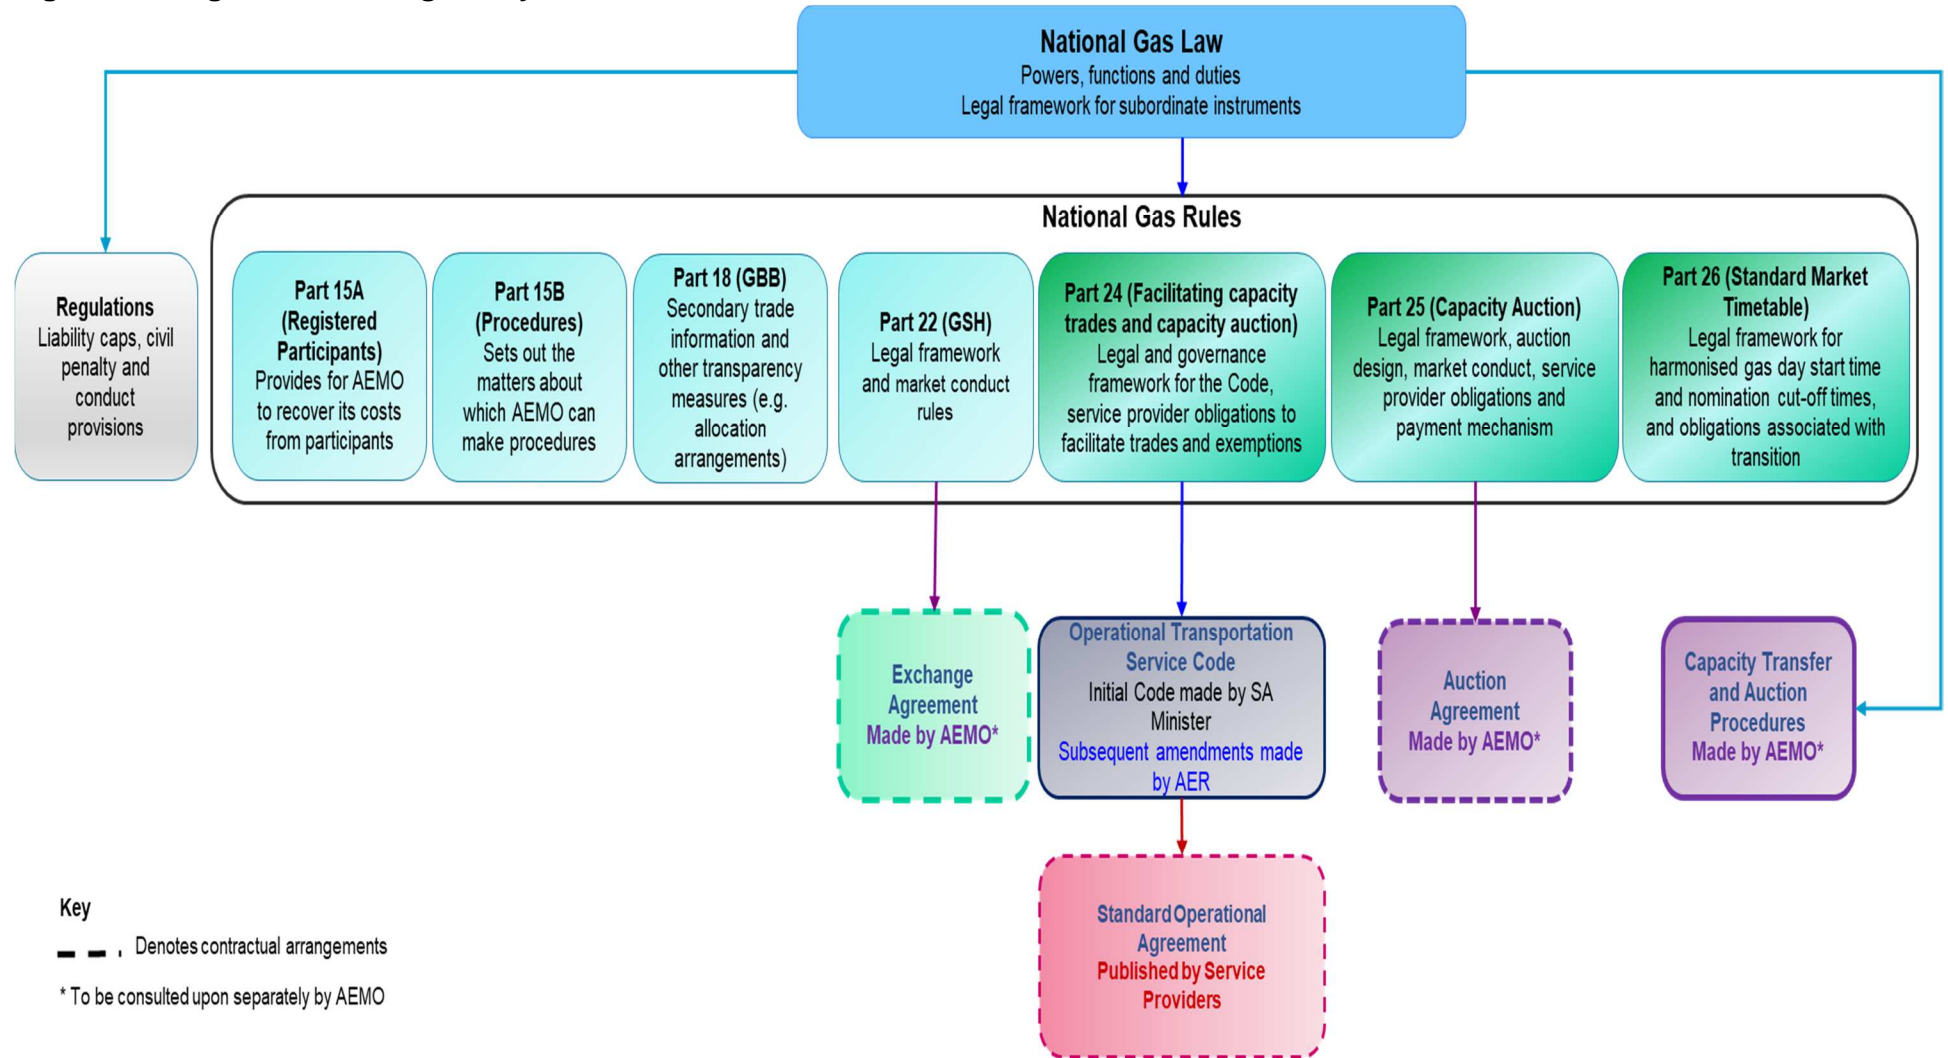 National Gas Law
Powers, functions and duties
Legal framework for subordinate instruments
National Gas Rules
Regulations
Liability caps, civil
penalty and
conduct
provisions
Part 15A
(Registered
Participants)
Provides for AEMO
to recover its costs
from participants
Part 15B
(Procedures)
Sets out the
matters about
which AEMO can
make procedures
Part 18 (GBB)
Secondary trade
information and
other transparency
measures (e.g.
allocation
arrangements)
Part 22 (GSH)
Legal framework
and market conduct
rules
Part 24 (Facilitating capacity
trades and capacity auction)
Legal and governance
framework for the Code,
service provider obligations to
facilitate trades and exemptions
Part 25 (Capacity Auction)
Legal framework, auction
design, market conduct, service
provider obligations and
payment mechanism
Part 26 (Standard Market
Timetable)
Legal framework for
harmonised gas day start time
and nomination cut-off times,
and obligations associated with
transition
Exchange
Agreement
Made by AEMO*
Operational Transportation
Service Code
Initial Code made by SA
Minister
Subsequent amendments made
by AER
Auction
Agreement
Made by AEMO*
Capacity Transfer
and Auction
Procedures
Made by AEMO*
Standard Operational
Agreement
Published by Service
Providers
Key
Denotes contractual arrangements
* To be consulted upon separately by AEMO